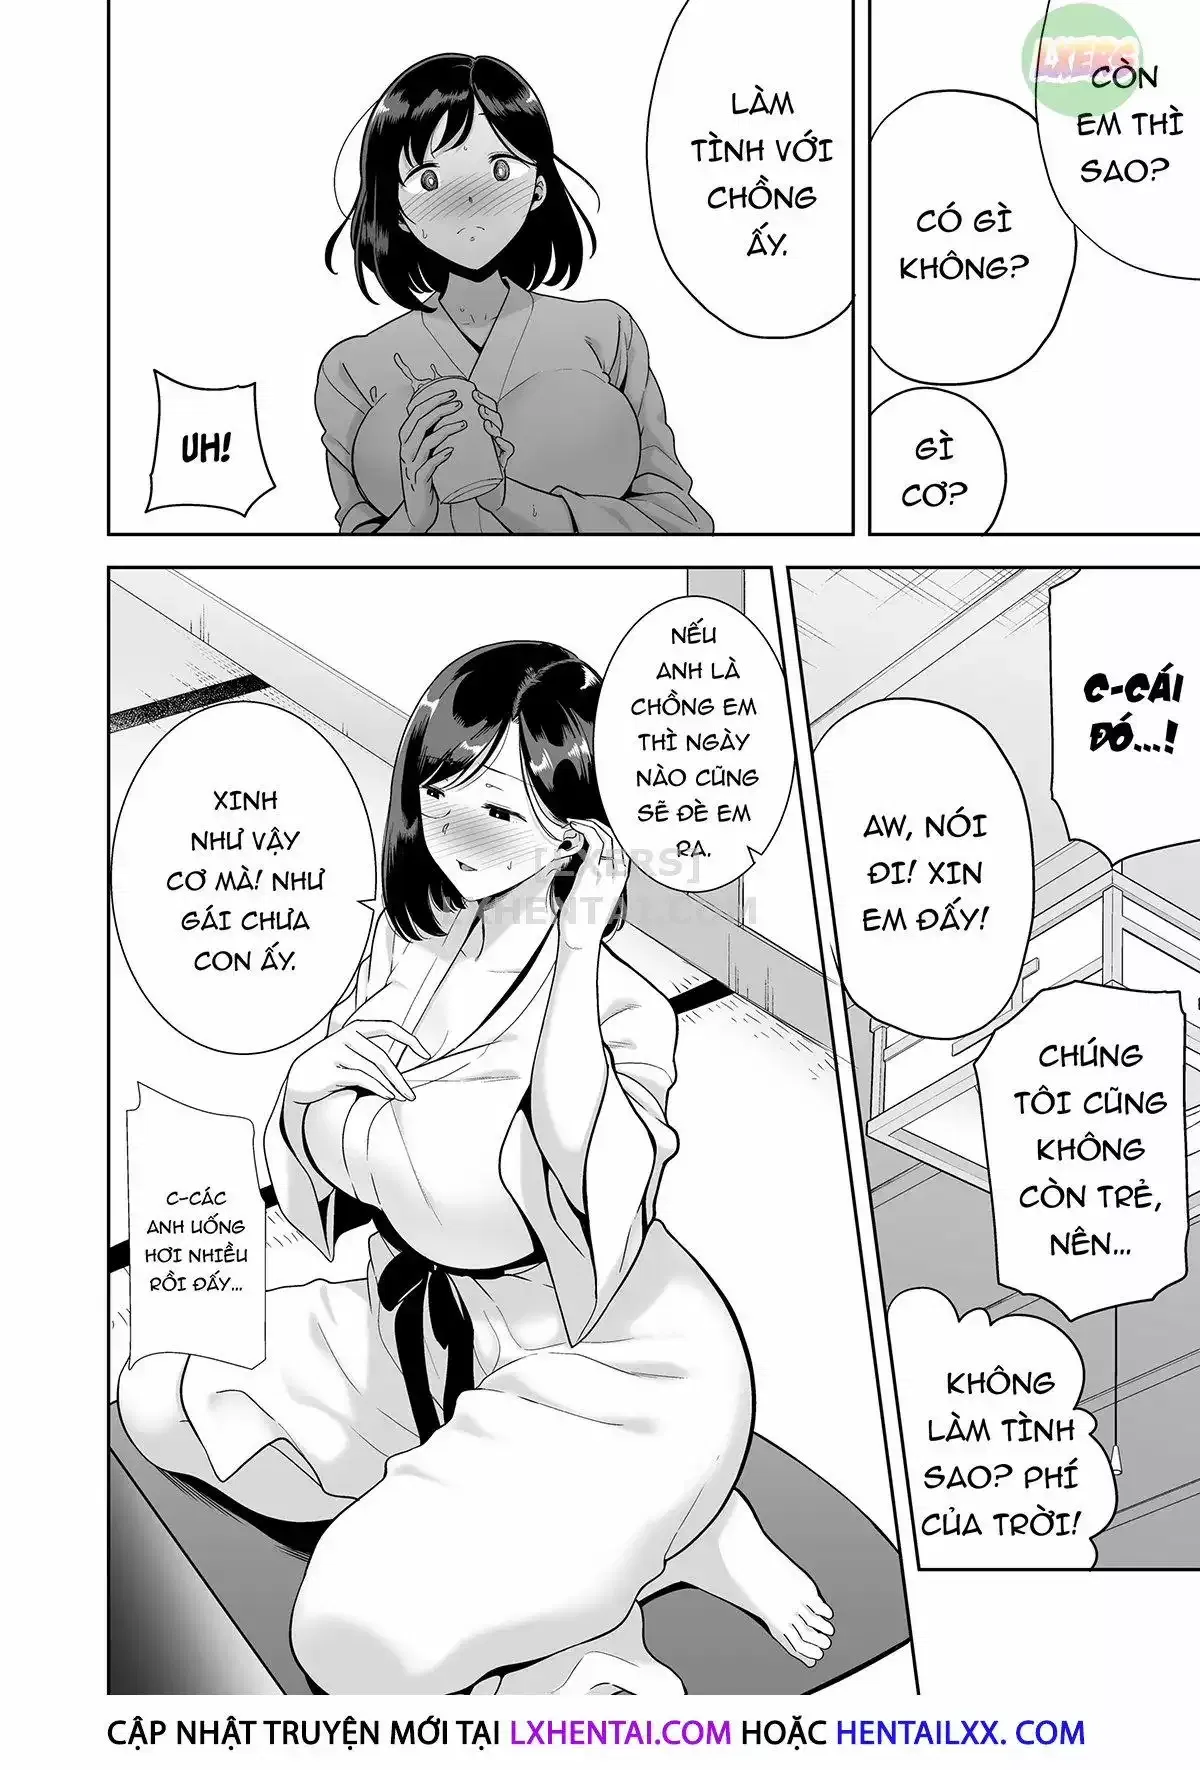 CÒN
EM THÌ
SAO?
CÓ GÌ
KHÔNG?
GÌ
CƠ?
LÀM
TÌNH VỚI
CHỒNG
ẤY.
UH!
C-CÁI
ĐÓ...!
AW, NÓI
ĐI! XIN
EM ĐẤY!
CHÚNG
TÔI CŨNG
KHÔNG
CÒN TRẺ,
NÊN...
KHÔNG
LÀM TÌNH
SAO? PHÍ
CỦA TRỜI!
NẾU
ANH LÀ
CHỒNG EM
THÌ NGÀY
NÀO CŨNG
SẼ ĐÈ EM
RA.
XINH
NHƯ VẬY
CƠ MÀ! NHƯ
GÁI CHƯA
CON ẤY.
C-CÁC
ANH UỐNG
HƠI NHIỀU
RỒI ĐẤY...
LXERS
[LXERS]
LXHENTAI.COM
CẬP NHẬT TRUYỆN MỚI TẠI LXHENTAI.COM HOẶC HENTAILXX. COM